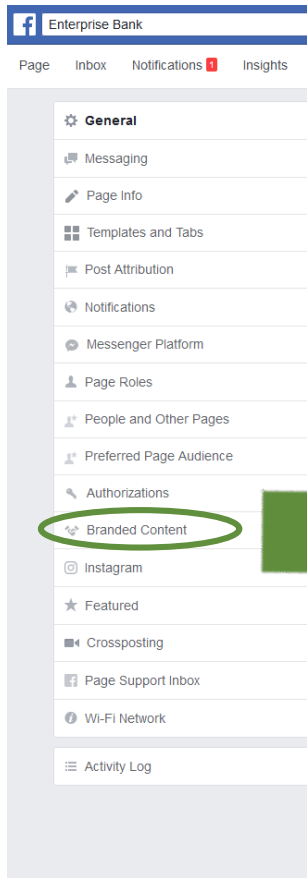 Enterprise Bank
Page Inbox Notifications 1 Insights
General
Messaging
Page Info
Templates and Tabs
Post Attribution
Notifications
Messenger Platform
Page Roles
People and Other Pages
Preferred Page Audience
Authorizations
Branded Content
Instagram
Featured
Crossposting
Page Support Inbox
Wi-Fi Network
Activity Log